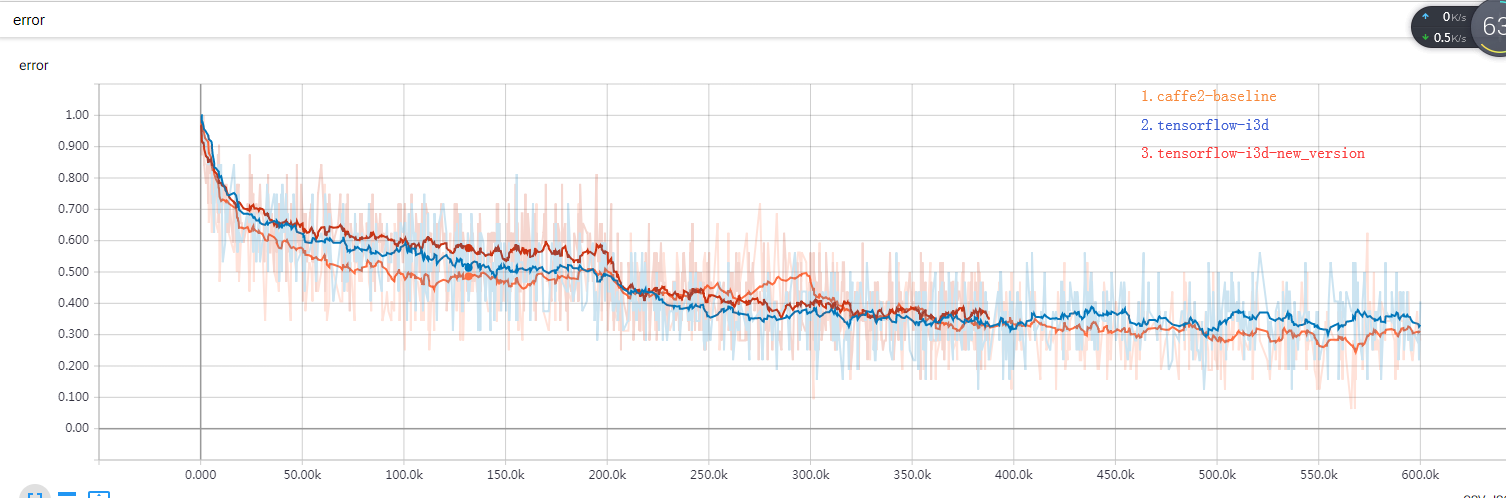 error
0K/s
0.5K/s
63
error
1.caffe2-baseline
2.tensorflow-i3d
3.tensorflow-i3d-new_version
1.00
0.900
0.800
0.700
0.600
0.500
0.400
0.300
0.200
0.100
0.00
0.000 50.00k 100.0k 150.0k 200.0k 250.0k 300.0k 350.0k 400.0k 450.0k 500.0k 550.0k 600.0k